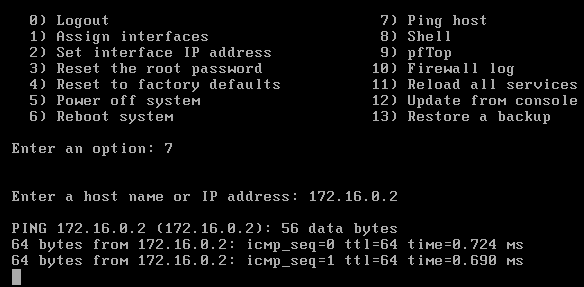 0) Logout                              7) Ping host
1) Assign interfaces                   8) Shell
2) Set interface IP address            9) pfTop
3) Reset the root password            10) Firewall log
4) Reset to factory defaults          11) Reload all services
5) Power off system                   12) Update from console
6) Reboot system                      13) Restore a backup
Enter an option: 7
Enter a host name or IP address: 172.16.0.2
PING 172.16.0.2 (172.16.0.2): 56 data bytes
64 bytes from 172.16.0.2: icmp_seq=0 ttl=64 time=0.724 ms
64 bytes from 172.16.0.2: icmp_seq=1 ttl=64 time=0.690 ms